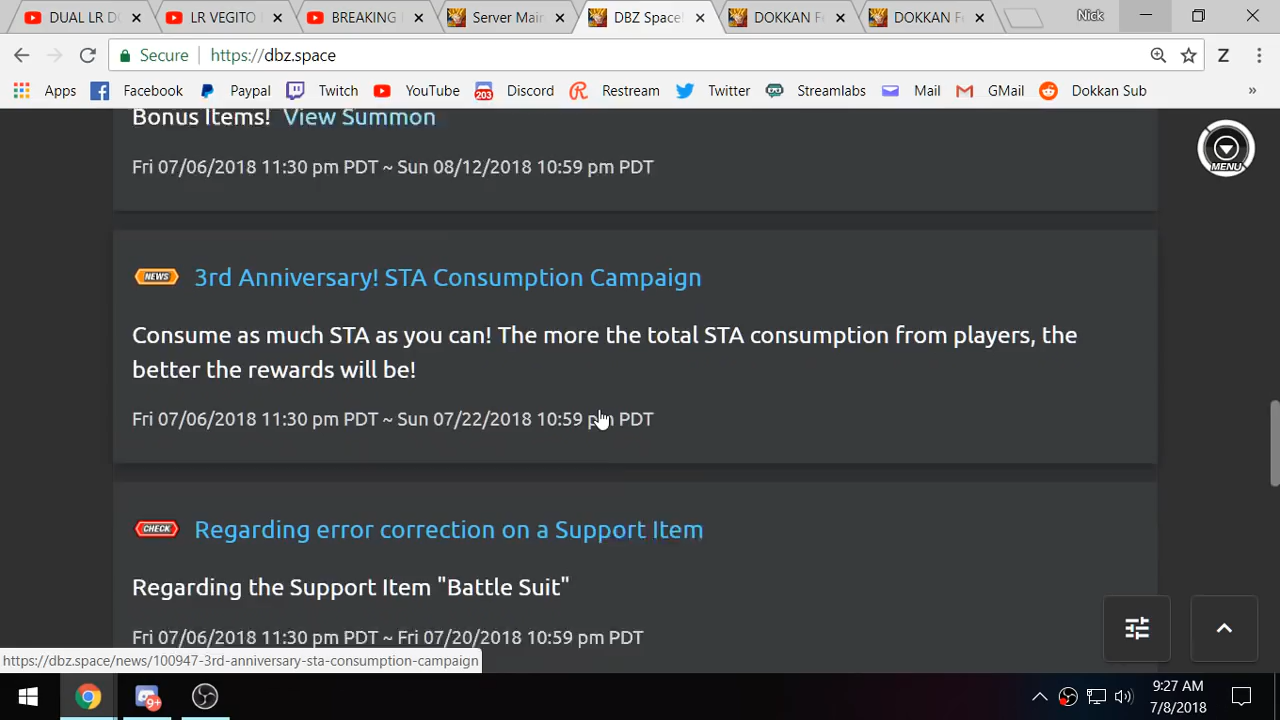 DUAL LR D
LR VEGITO
BREAKING
Server Mai
DBZ Space
DOKKAN F
DOKKAN F
Nick
Secure
https://dbz.space
Z
Apps
Facebook
Paypal
Twitch
YouTube
203
Discord
Restream
Twitter
Streamlabs
Mail
GMail
Dokkan Sub
»
Bonus Items! View Summon
Fri 07/06/2018 11:30 pm PDT ~ Sun 08/12/2018 10:59 pm PDT
MENU
NEWS
3rd Anniversary! STA Consumption Campaign
Consume as much STA as you can! The more the total STA consumption from players, the
better the rewards will be!
Fri 07/06/2018 11:30 pm PDT ~ Sun 07/22/2018 10:59 pm PDT
CHECK
Regarding error correction on a Support Item
Regarding the Support Item "Battle Suit"
Fri 07/06/2018 11:30 pm PDT ~ Fri 07/20/2018 10:59 pm PDT
https://dbz.space/news/100947-3rd-anniversary-sta-consumption-campaign
9+
9:27 AM
7/8/2018